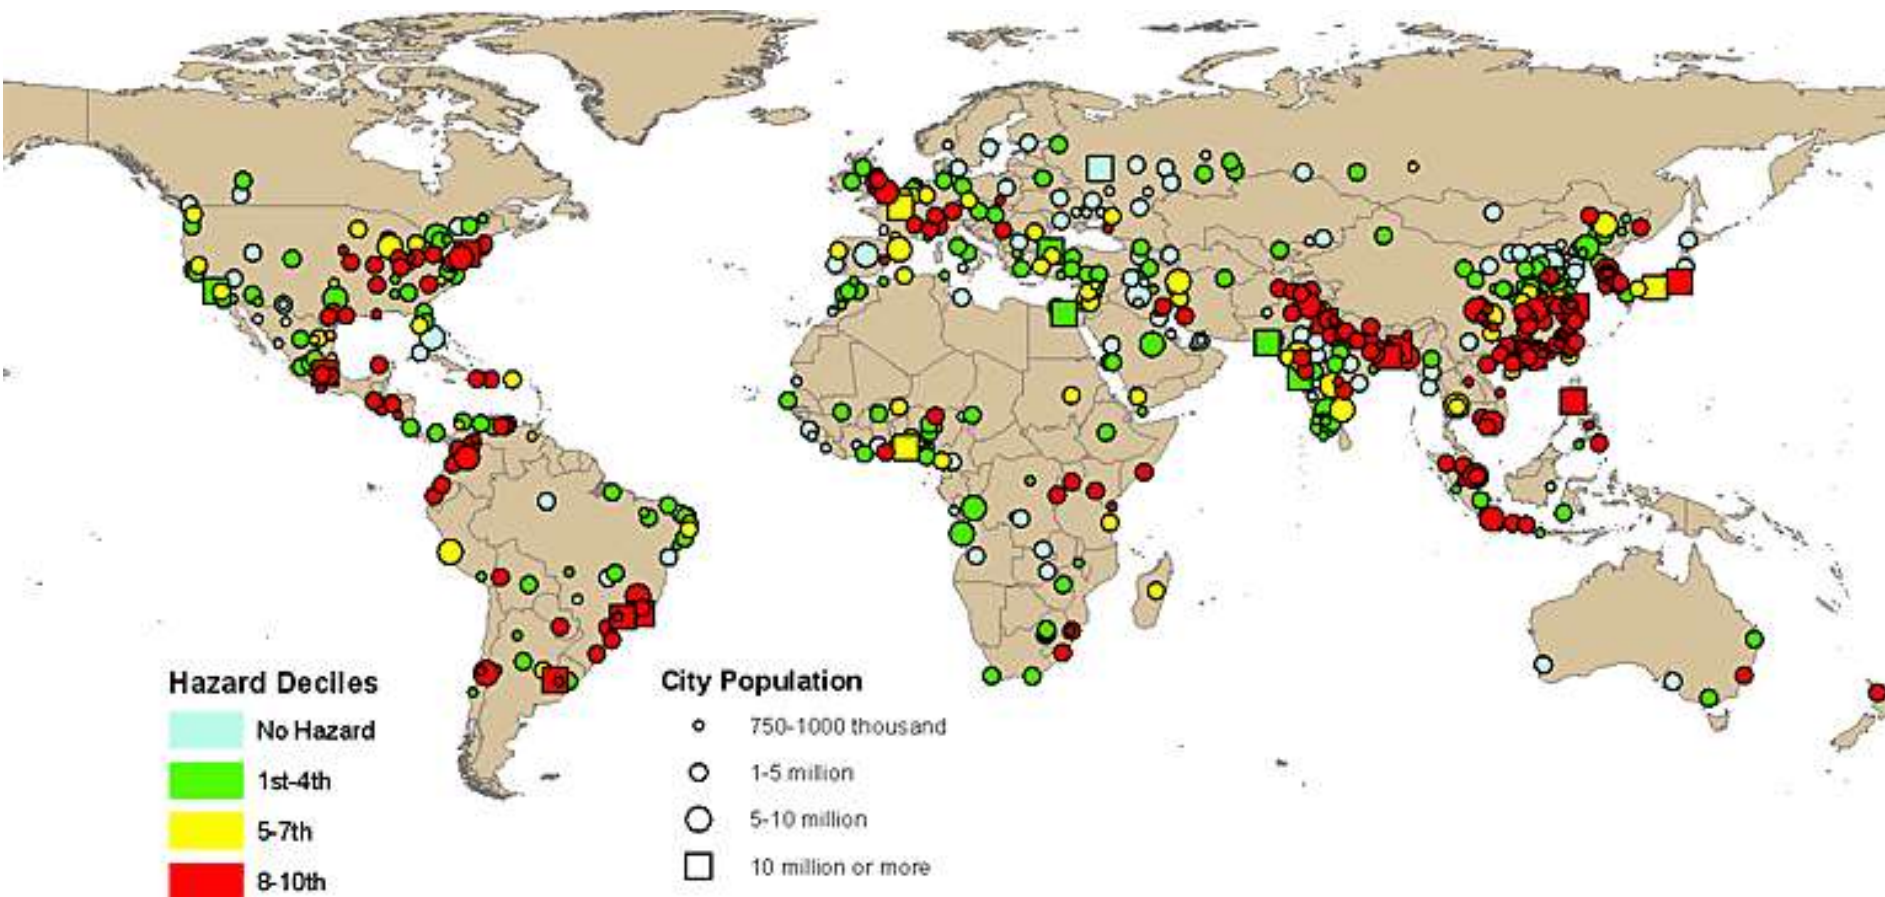 Hazard Deciles
No Hazard
1st-4th
5-7th
8-10th
City Population
750-1000 thousand
1-5 million
5-10 million
10 million or more